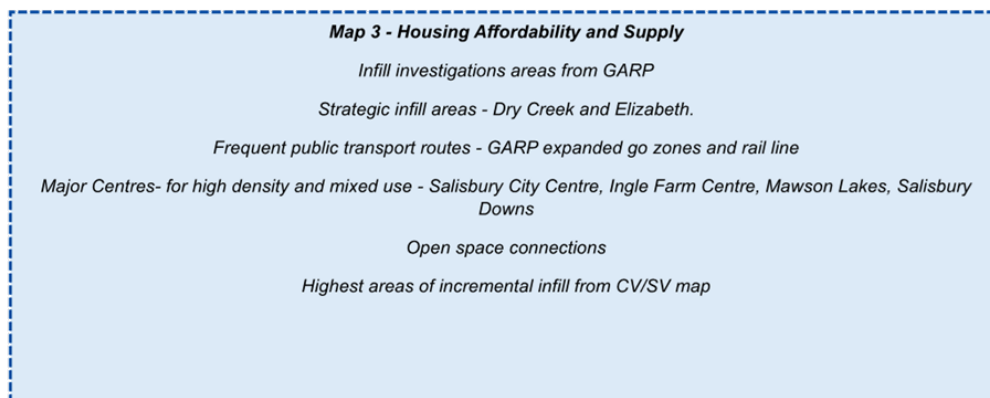 Map 3 - Housing Affordability and Supply
Infill investigations areas from GARP
Strategic infill areas - Dry Creek and Elizabeth.
Frequent public transport routes - GARP expanded go zones and rail line
Major Centres- for high density and mixed use - Salisbury City Centre, Ingle Farm Centre, Mawson Lakes, Salisbury
Downs
Open space connections
Highest areas of incremental infill from CV/SV map